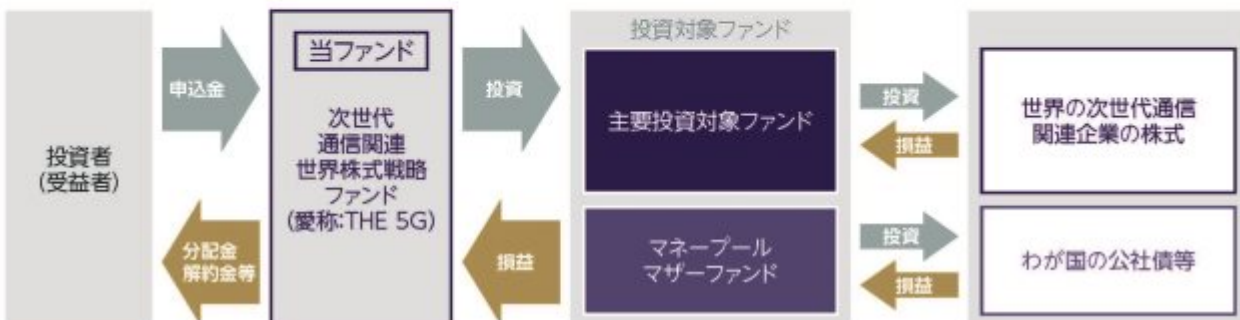 投資者
(受益者)
申込金
分配金
解約金等
当ファンド
次世代
通信関連
世界株式戦略
ファンド
(愛称:THE 5G)
投資
損益
投資対象ファンド
主要投資対象ファンド
マネープール
マザーファンド
投資
損益
投資
損益
世界の次世代通信
関連企業の株式
わが国の公社債等